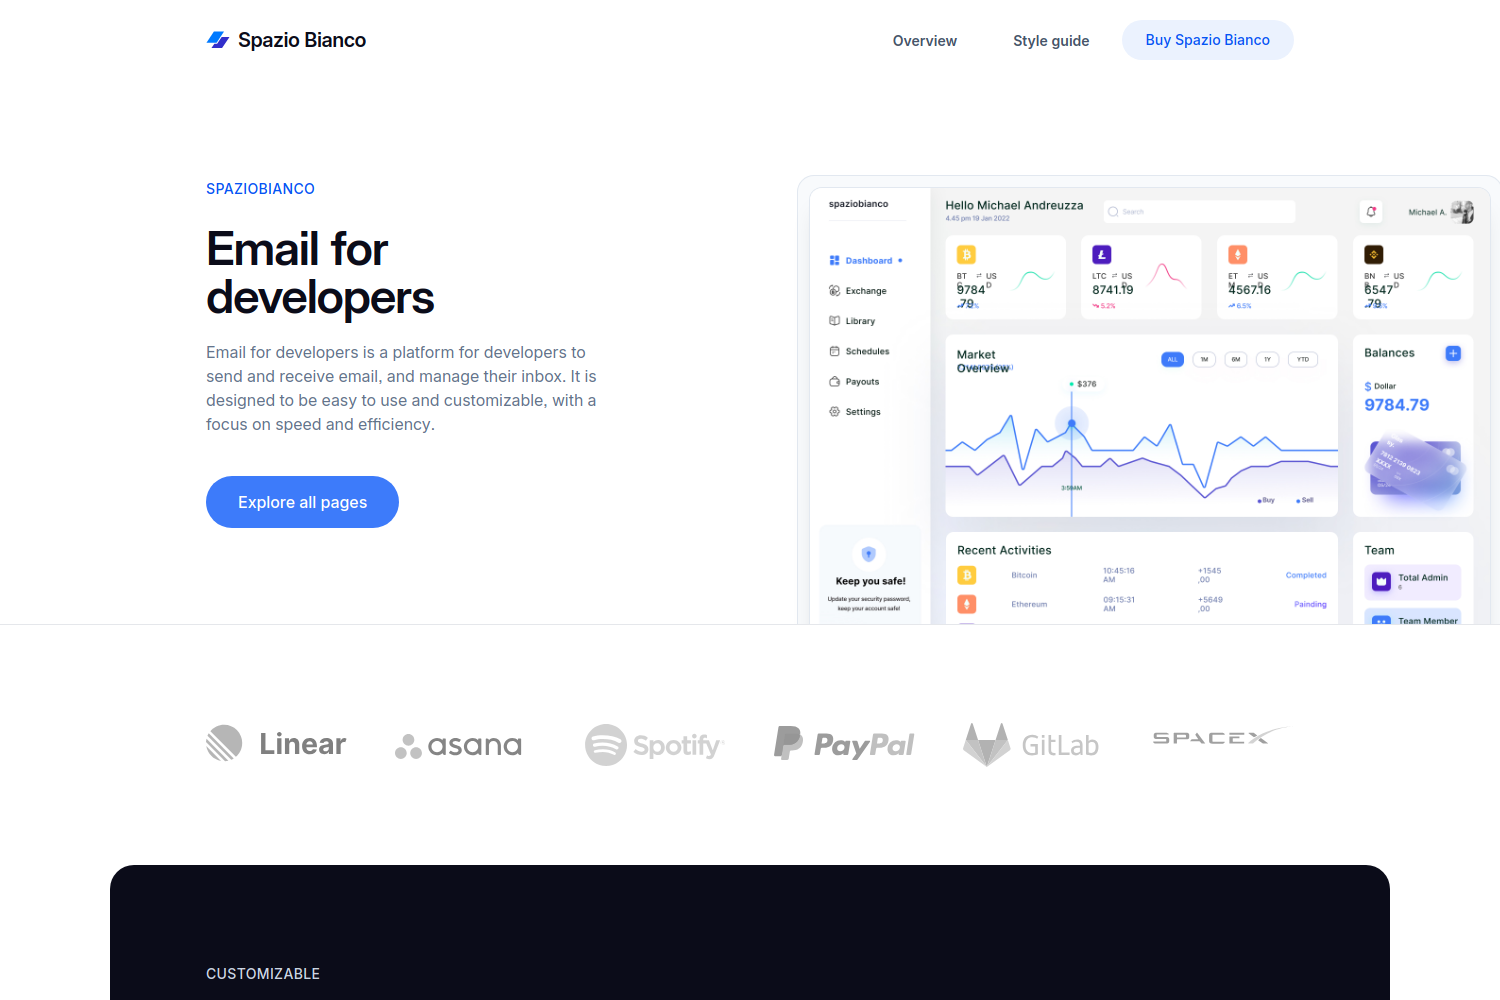 Spazio Bianco
Overview
Style guide
Buy Spazio Bianco
SPAZIOBIANCO
Email for
developers
Email for developers is a platform for developers to
send and receive email, and manage their inbox. It is
designed to be easy to use and customizable, with a
focus on speed and efficiency.
Explore all pages
spaziobianco
Dashboard
Exchange
Library
Schedules
Payouts
Settings
Keep you safe!
Update your security password,
keep your account safe!
Hello Michael Andreuzza
4.45 pm 19 Jan 2022
Search
Michael A.
BT US
D
9784
.79
LTC US
D
8741.19
5.2%
ET US
D
4567.16
6.5%
BN US
D
6547
.79
Market
Overview
ALL 1M 6M 1Y YTD
$376
3:59AM
Buy Sell
Balances
$ Dollar
9784.79
7812 2739 0823
XXXX
Recent Activities
Bitcoin 10:45:16 +1545 Completed
AM ,00
Ethereum 09:15:31 +5649 Painding
AM ,00
Team
Total Admin
6
Team Member
Linear
asana
Spotify
PayPal
GitLab
SPACEX
CUSTOMIZABLE